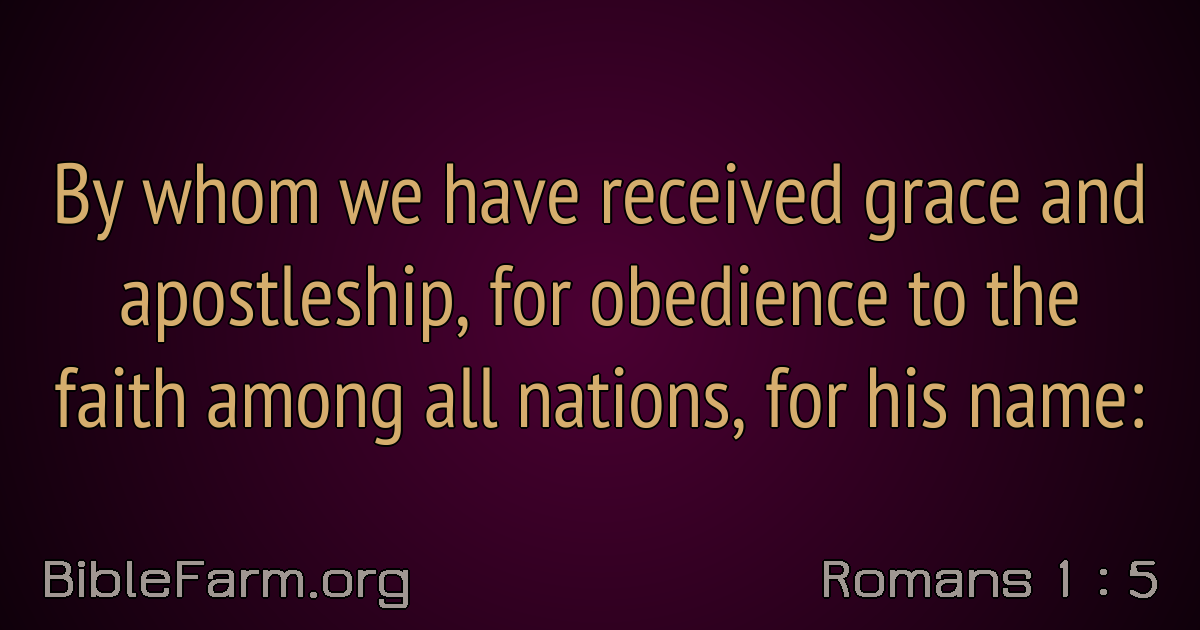 By whom we have received grace and
apostleship, for obedience to the
faith among all nations, for his name:
BibleFarm.org
Romans 1 : 5